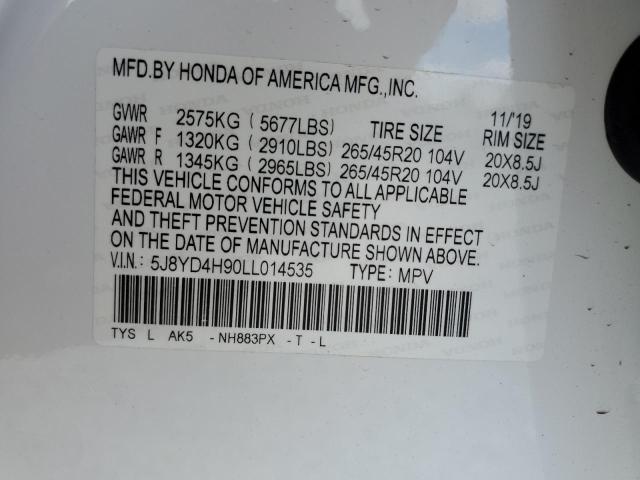 MFD.BY HONDA OF AMERICA MFG.,INC.
11/19
GVWR 2575KG ( 5677LBS) TIRE SIZE RIM SIZE
GAWR F 1320KG ( 2910LBS) 265/45R20 104V 20X8.5J
GAWR R 1345KG ( 2965LBS) 265/45R20 104V 20X8.5J
THIS VEHICLE CONFORMS TO ALL APPLICABLE
FEDERAL MOTOR VEHICLE SAFETY
AND THEFT PREVENTION STANDARDS IN EFFECT
ON THE DATE OF MANUFACTURE SHOWN ABOVE.
V.I.N.: 5J8YD4H90LL014535 TYPE: MPV
TYS L AK5 -NH883PX -T -L